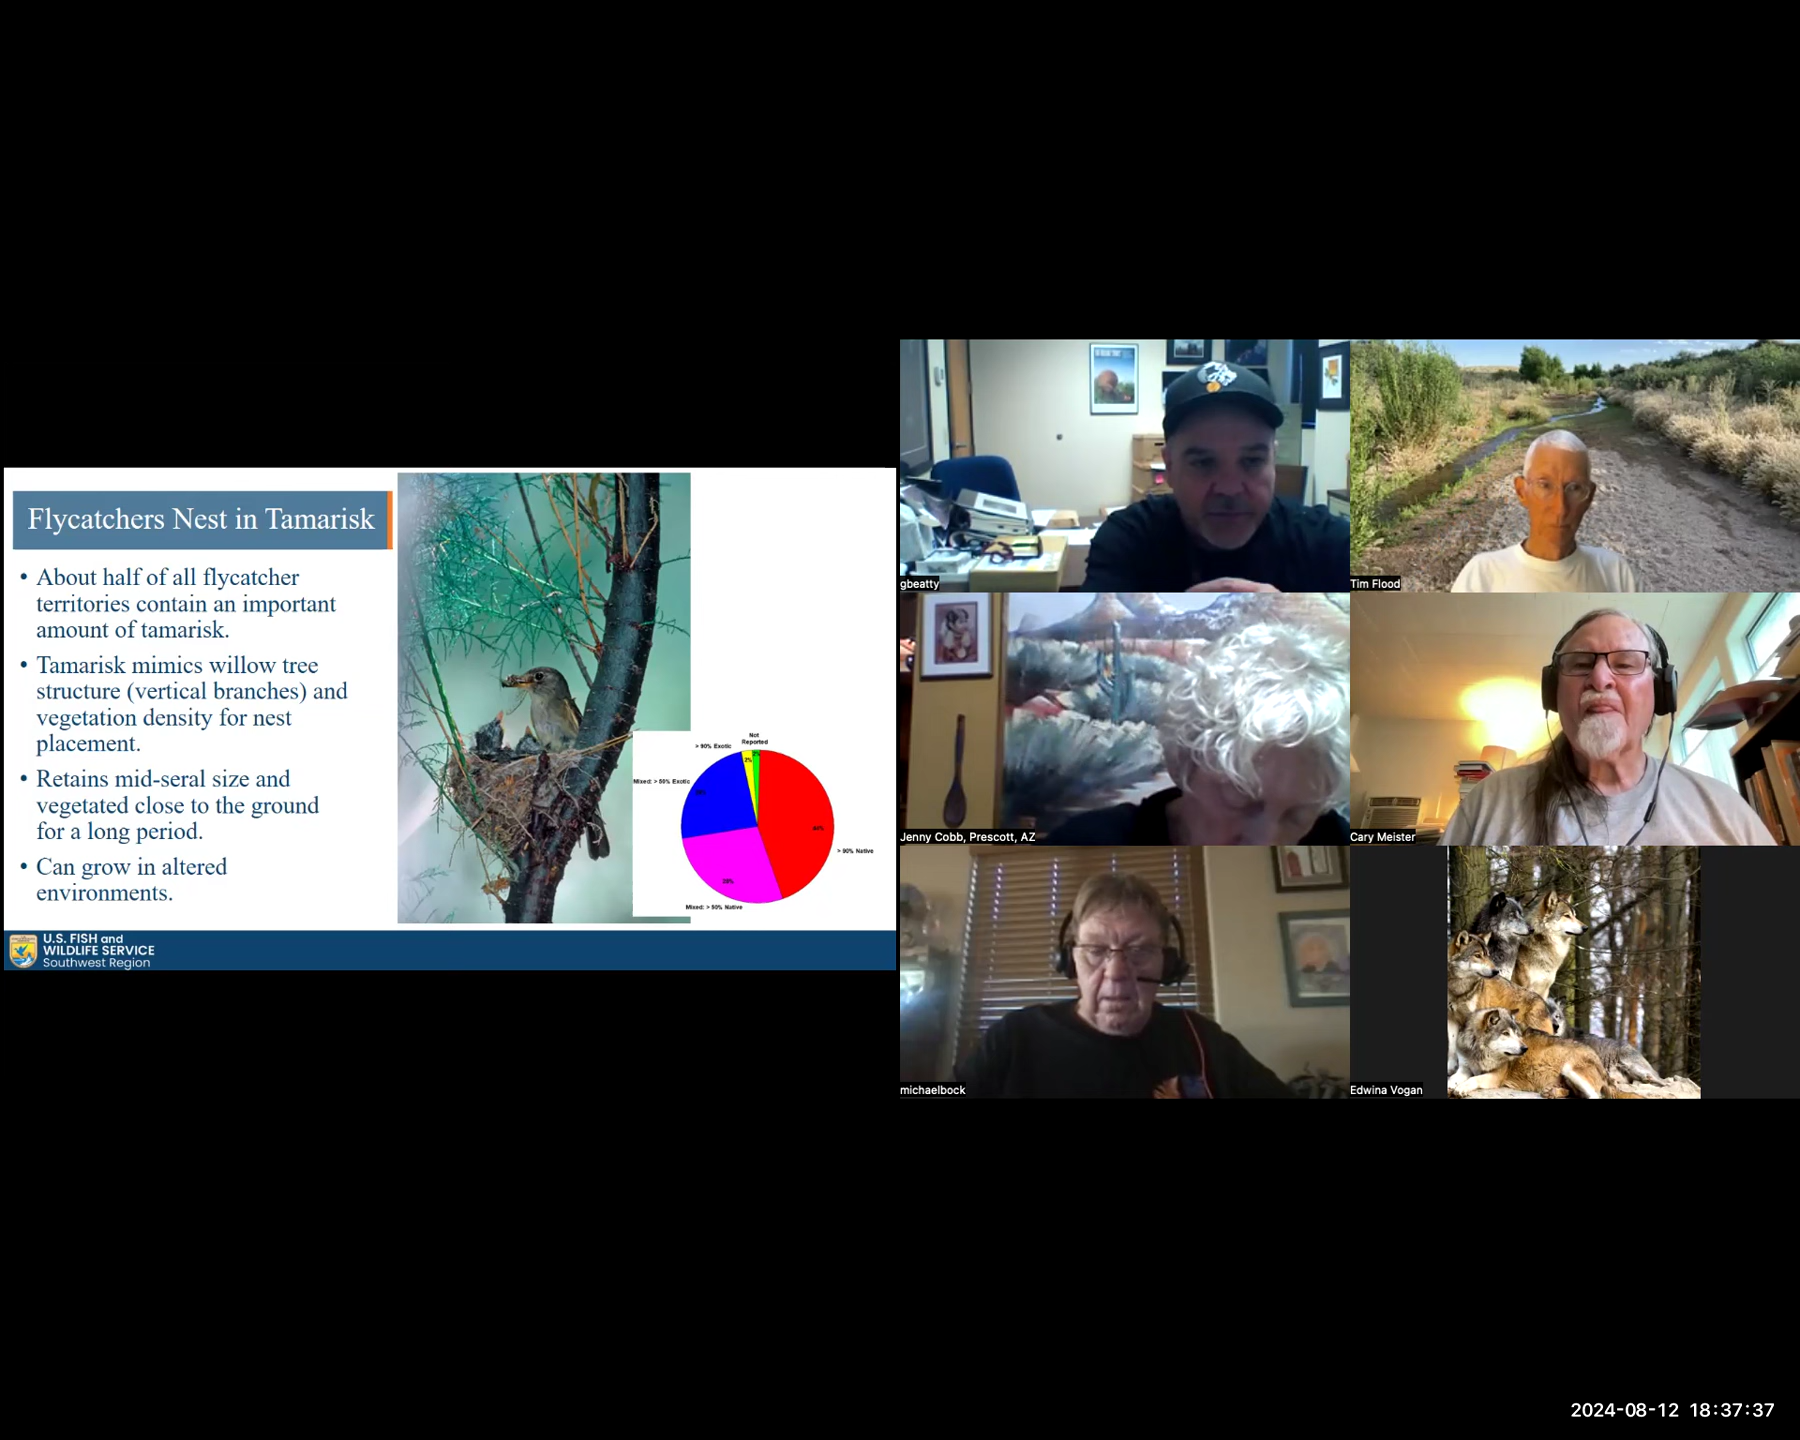 Flycatchers Nest in Tamarisk
• About half of all flycatcher
territories contain an important
amount of tamarisk.
• Tamarisk mimics willow tree
structure (vertical branches) and
vegetation density for nest
placement.
• Retains mid-seral size and
vegetated close to the ground
for a long period.
• Can grow in altered
environments.
Not
Reported
> 90% Exotic
2%
Mixed: > 50% Exotic
> 90% Native
Mixed: > 50% Native
U.S. FISH and
WILDLIFE SERVICE
Southwest Region
gbeatty
Tim Flood
Jenny Cobb, Prescott, AZ
Cary Meister
michaelbock
Edwina Vogan
2024-08-12 18:37:37